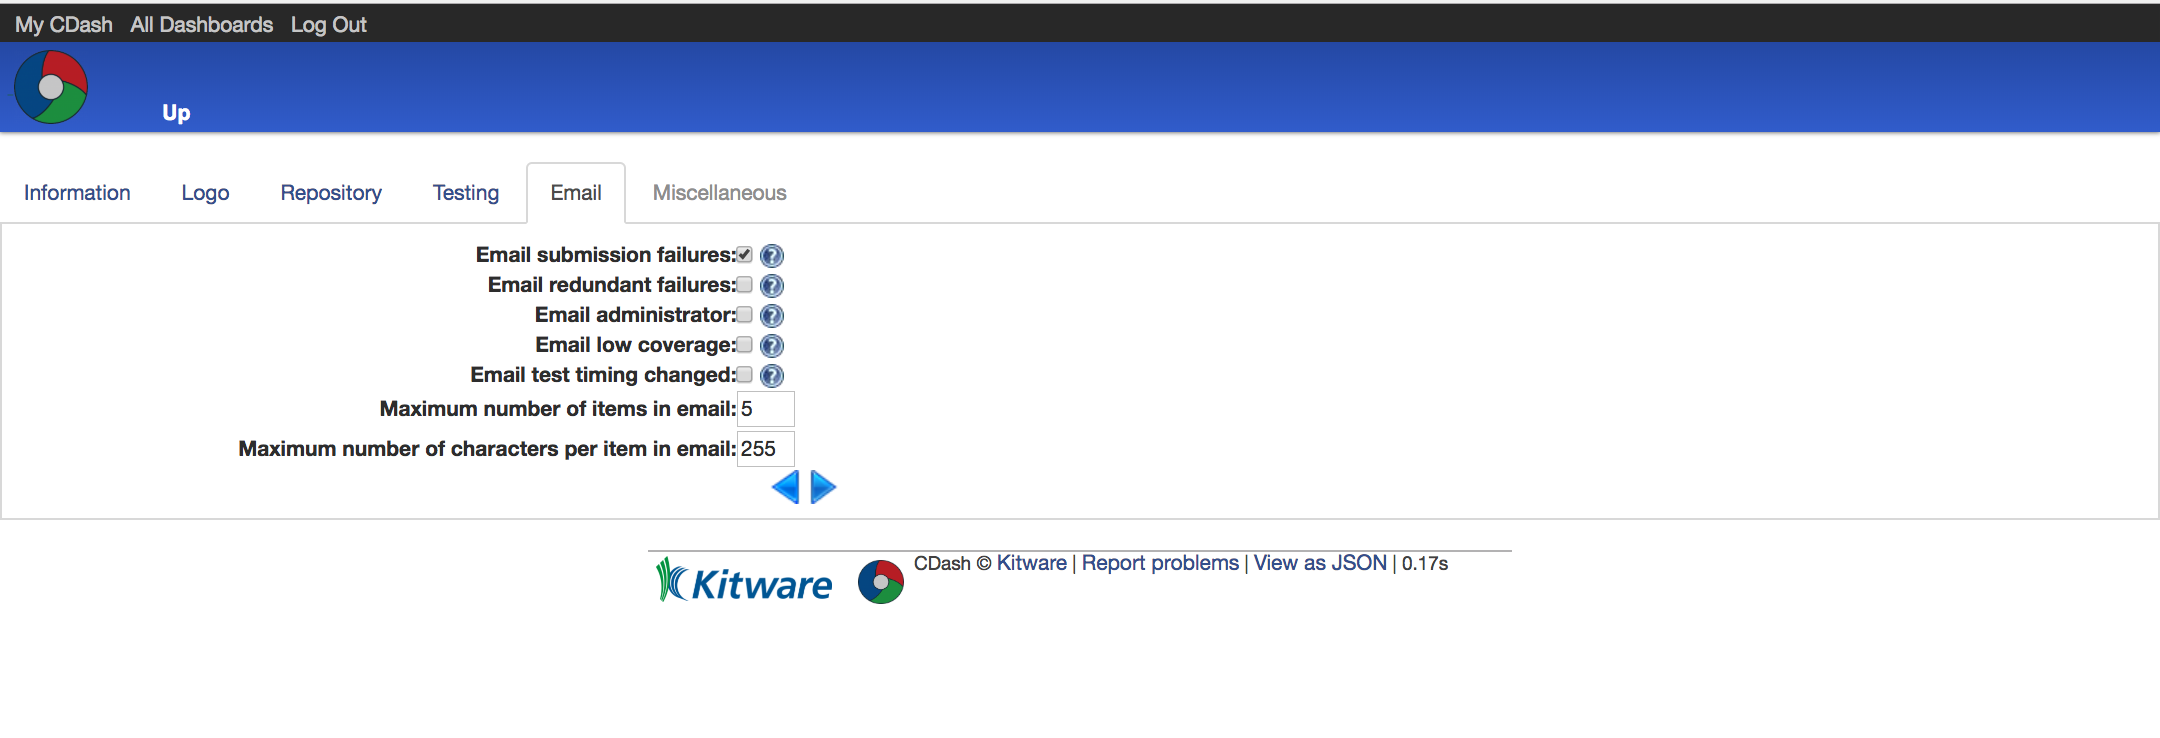 My CDash All Dashboards Log Out
Up
Information Logo Repository Testing Email Miscellaneous
Email submission failures:
Email redundant failures:
Email administrator:
Email low coverage:
Email test timing changed:
Maximum number of items in email: 5
Maximum number of characters per item in email: 255
Kitware CDash © Kitware | Report problems | View as JSON | 0.17s